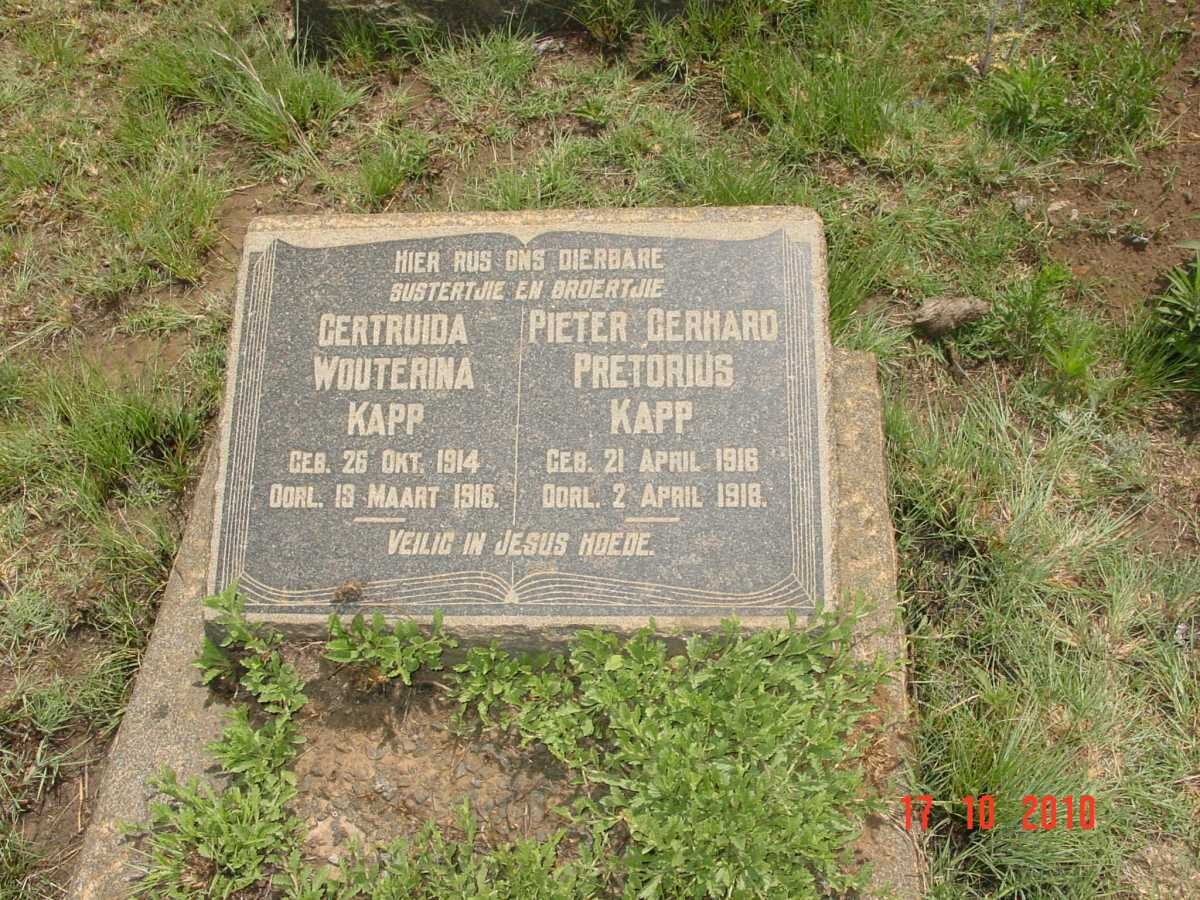 HIER RUS ONS DIERBARE
SUSTERTJIE EN BROERTJIE
GERTRUIDA
WOUTERINA
KAPP
GEB. 26 OKT. 1914
OORL. 19 MAART 1916.
PIETER GERHARD
PRETORIUS
KAPP
GEB. 21 APRIL 1916
OORL. 2 APRIL 1918.
VEILIG IN JESUS HOEDE.
17 10 2010